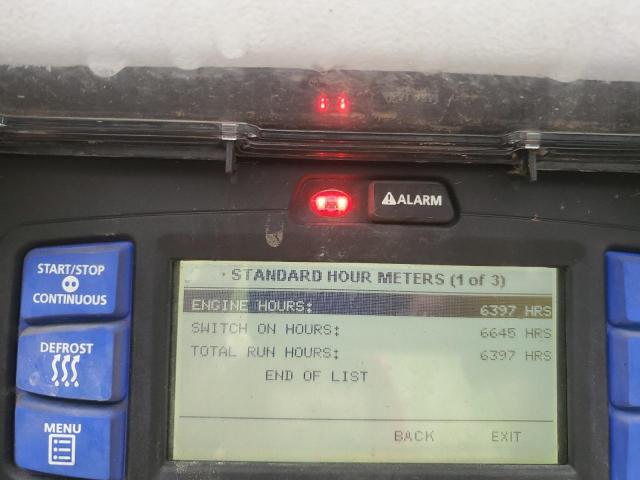 ⚠ALARM
START/STOP
CONTINUOUS
DEFROST
MENU
STANDARD HOUR METERS (1 of 3)
ENGINE HOURS: 6397 HRS
SWITCH ON HOURS: 6645 HRS
TOTAL RUN HOURS: 6397 HRS
END OF LIST
BACK EXIT